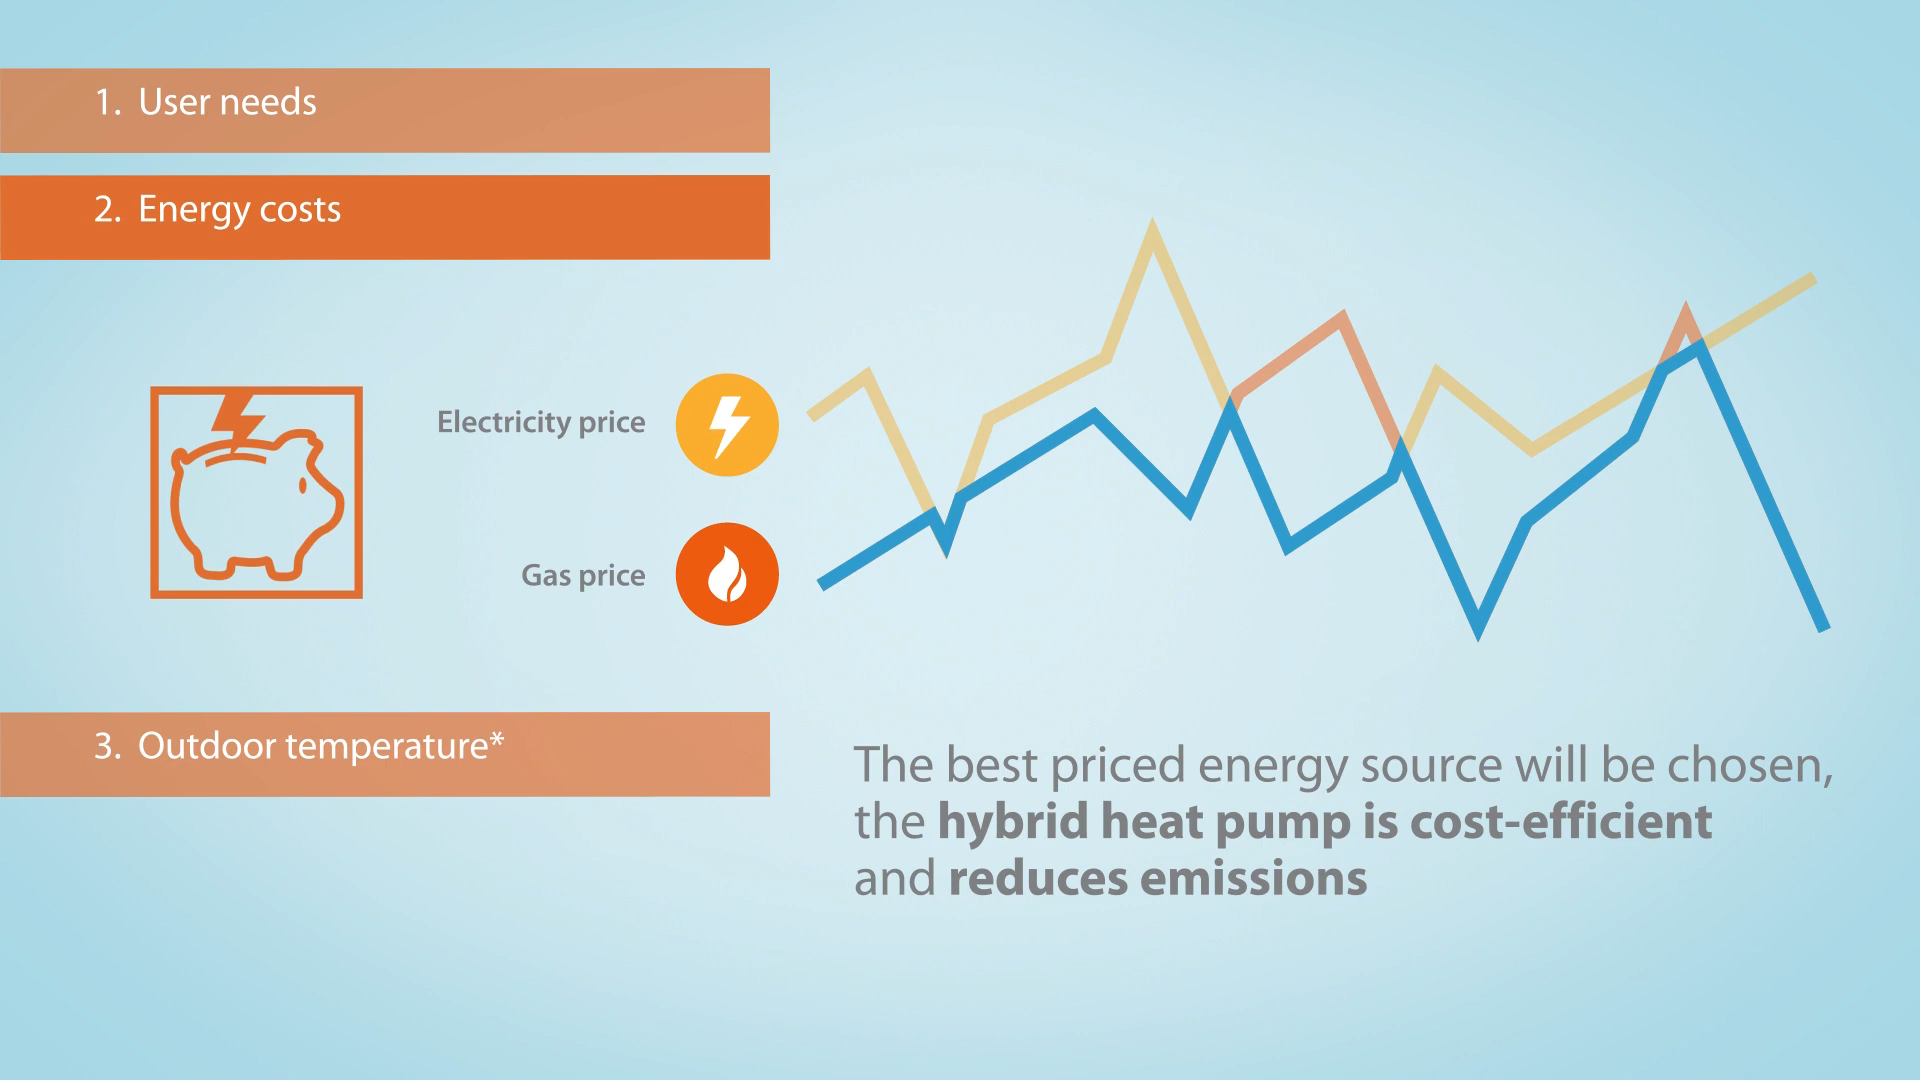 1. User needs
2. Energy costs
Electricity price
Gas price
3. Outdoor temperature*
The best priced energy source will be chosen,
the hybrid heat pump is cost-efficient
and reduces emissions